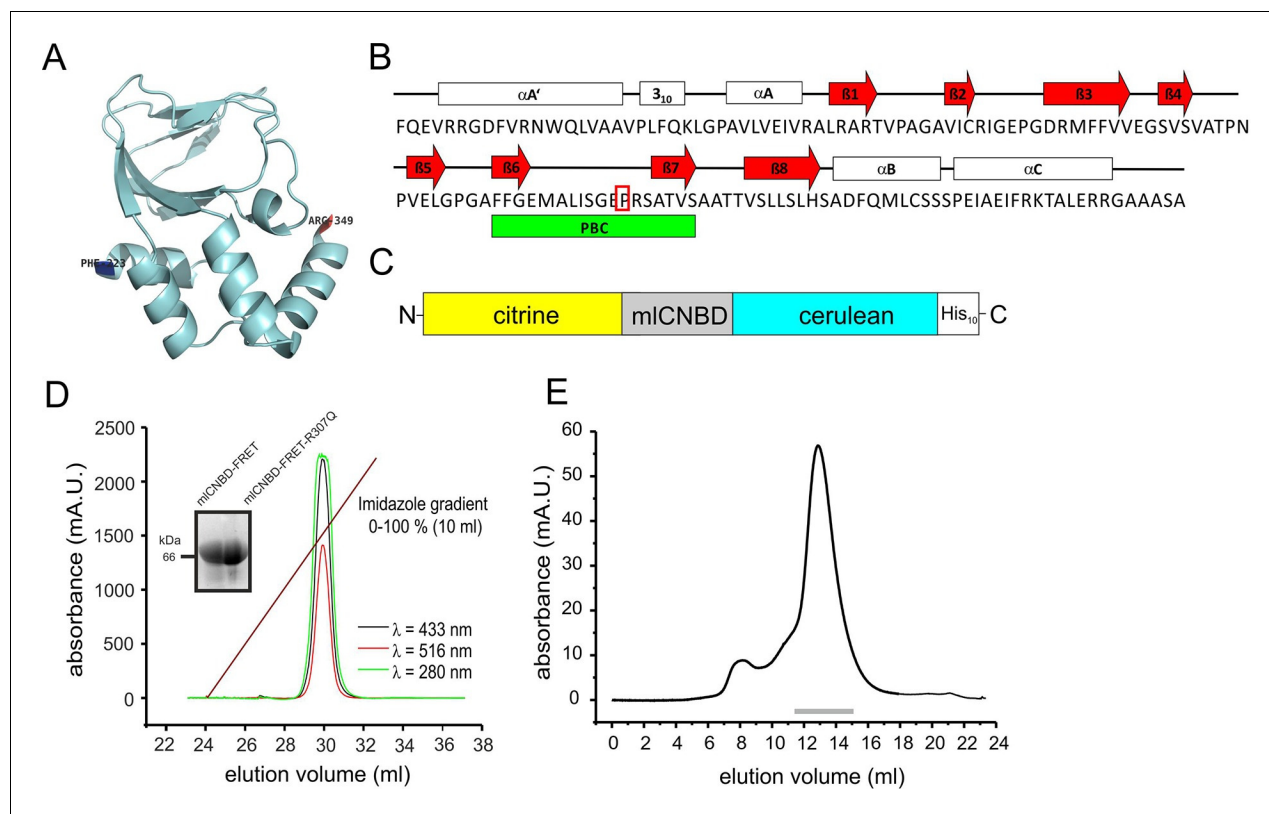 A
PHE-223
ARG-349
B
αA' 3₁₀ αA ß1 ß2 ß3 ß4
FQEVRRGDFVRNWQLVAAVPLFQKLGPAVLVEIVRALRARTVPAGAVICRIGEPGDRMFFVVEGSVSVATPN
ß5 ß6 ß7 ß8 αB αC
PVELGPGAFFGEMALISGEPRSATVSAATTVSLLSLHSADFQMLCSSSPEIAEIFRKTALERRGAAASA
PBC
C
N citrine mlCNBD cerulean His₁₀ C
D
mlCNBD-FRET
mlCNBD-FRET-R307Q
kDa
66
Imidazole gradient
0-100 % (10 ml)
λ = 433 nm
λ = 516 nm
λ = 280 nm
absorbance (mA.U.)
2500
2000
1500
1000
500
0
22 24 26 28 30 32 34 36 38
elution volume (ml)
E
absorbance (mA.U.)
60
50
40
30
20
10
0
0 2 4 6 8 10 12 14 16 18 20 22 24
elution volume (ml)